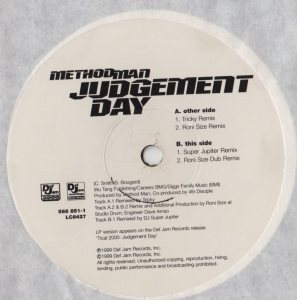 METHOD MAN
JUDGEMENT
DAY
A. other side
1. Tricky Remix
2. Roni Size Remix
B. this side
1. Super Jupiter Remix
2. Roni Size Dub Remix
566 881-1
LC8427
[C. Smith/B. Boogard]
Wu Tang Publishing/Careers BMG/Diggs Family Music (BMI)
Produced by Method Man, Co-produced by 4th Disciple
Track A.1 Remixed by Tricky
Track A.2 & B.2 Remix and Additional Production by Roni Size at
Studio Drum; Engineer Dave Amso
Track B.1 Remixed by DJ Super Jupiter
LP version appears on the Def Jam Records release
'Tical 2000: Judgement Day'.
℗1999 Def Jam Records, Inc.
©1999 Def Jam Records, Inc.
All rights reserved. Unauthorized copying, reproduction, hiring,
lending, public performance and broadcasting prohibited.